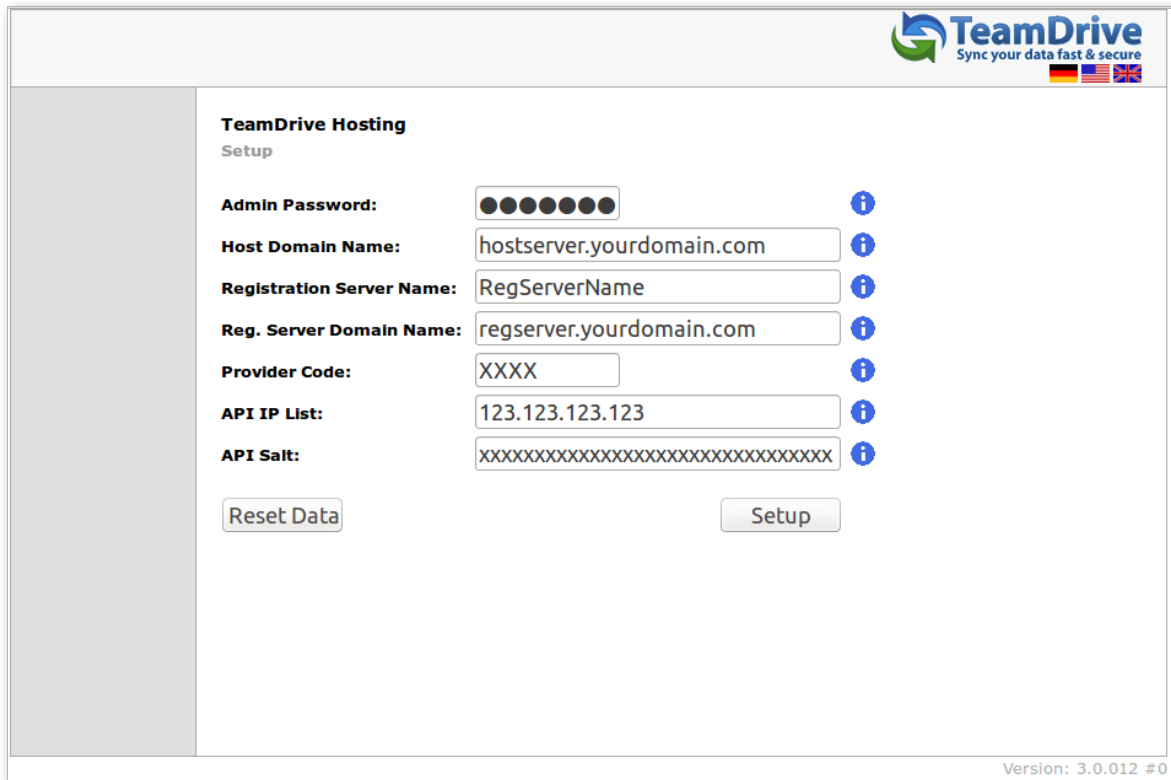 TeamDrive
Sync your data fast & secure
TeamDrive Hosting
Setup
Admin Password: ●●●●●●●
Host Domain Name: hostserver.yourdomain.com
Registration Server Name: RegServerName
Reg. Server Domain Name: regserver.yourdomain.com
Provider Code: XXXX
API IP List: 123.123.123.123
API Salt: xxxxxxxxxxxxxxxxxxxxxxxxxxxxxxxx
Reset Data Setup
Version: 3.0.012 #0